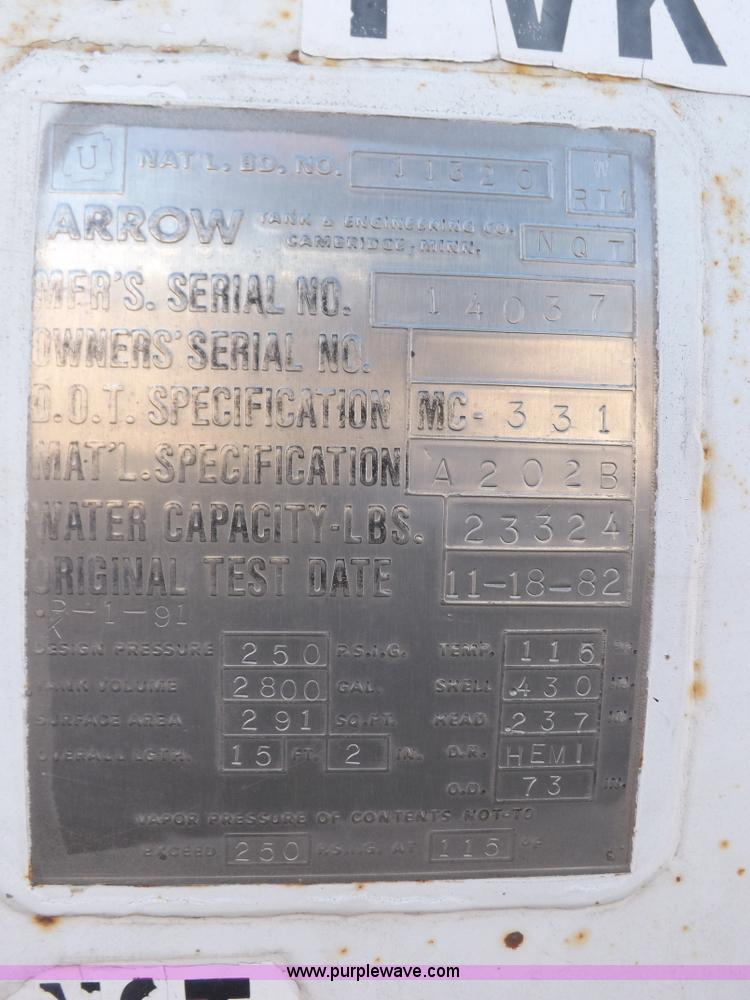 U NAT'L. BD. NO. 11320 W
RT1
ARROW TANK & ENGINEERING CO.
CAMBRIDGE, MINN. NQT
MFR'S. SERIAL NO. 14037
OWNERS' SERIAL NO.
D.O.T. SPECIFICATION MC-331
MAT'L. SPECIFICATION A202B
WATER CAPACITY-LBS. 23324
ORIGINAL TEST DATE 11-18-82
-1-91
DESIGN PRESSURE 250 P.S.I.G. TEMP. 115 °F.
TANK VOLUME 2800 GAL. SHELL .430 IN.
SURFACE AREA 291 SQ.FT. HEAD .237 IN.
OVERALL LGTH. 15 FT. 2 IN. D.R. HEMI
O.D. 73 IN.
VAPOR PRESSURE OF CONTENTS NOT-TO
EXCEED 250 P.S.I.G. AT 115 °F
www.purplewave.com